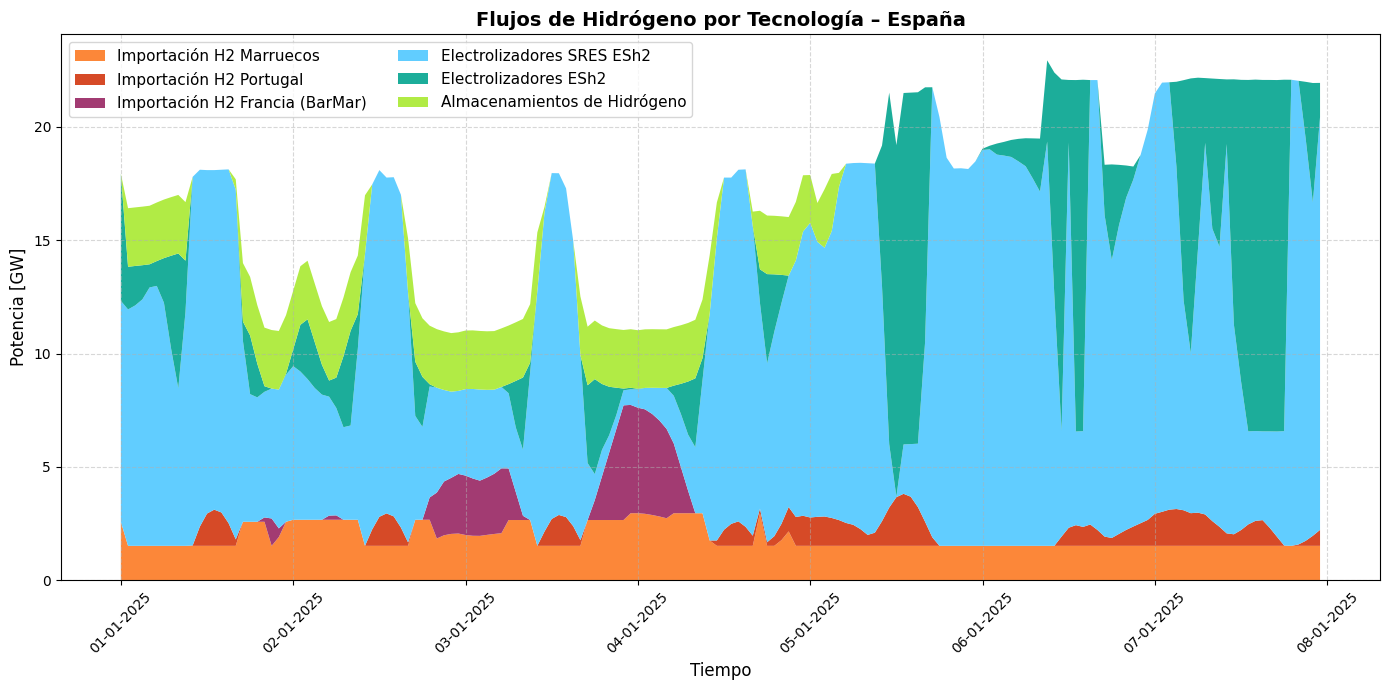 Flujos de Hidrógeno por Tecnología – España
Importación H2 Marruecos
Importación H2 Portugal
Importación H2 Francia (BarMar)
Electrolizadores SRES ESh2
Electrolizadores ESh2
Almacenamientos de Hidrógeno
Potencia [GW]
20
15
10
5
0
01-01-2025
02-01-2025
03-01-2025
04-01-2025
05-01-2025
06-01-2025
07-01-2025
08-01-2025
Tiempo